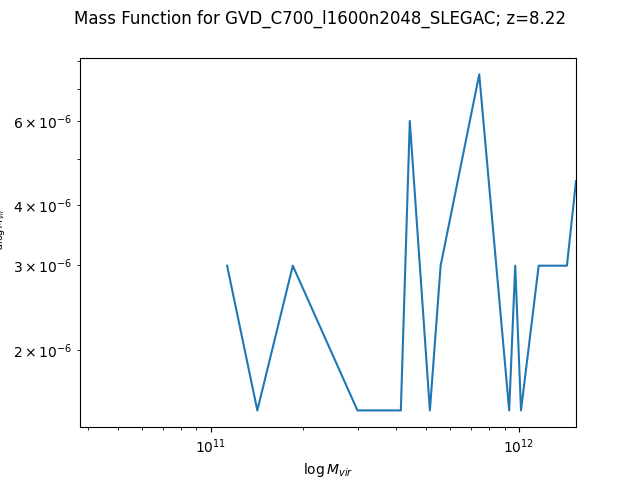 Mass Function for GVD_C700_l1600n2048_SLEGAC; z=8.22
6 × 10⁻⁶
4 × 10⁻⁶
3 × 10⁻⁶
2 × 10⁻⁶
10¹¹
10¹²
log M_vir